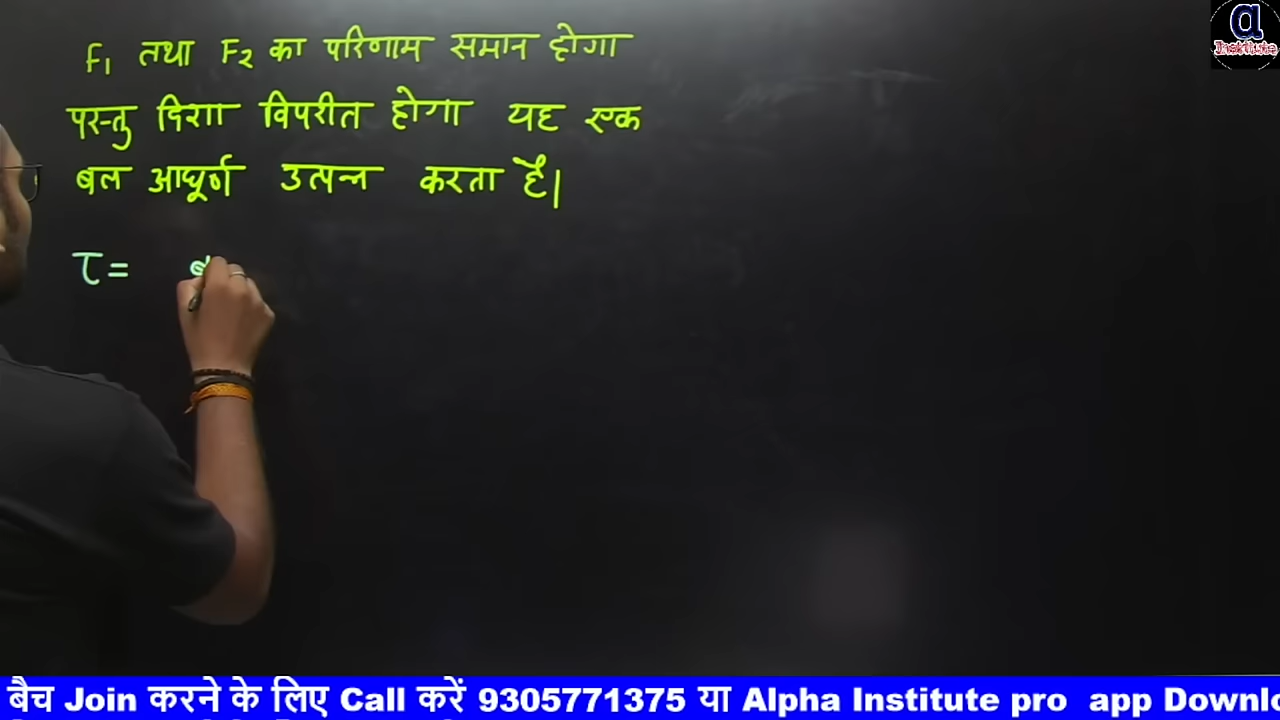 α
Institute
F₁ तथा F₂ का परिणाम समान होगा
परन्तु दिशा विपरीत होगा यह एक
बल आघूर्ण उत्पन्न करता है।
τ = ब
बैच Join करने के लिए Call करें 9305771375 या Alpha Institute pro app Downlo